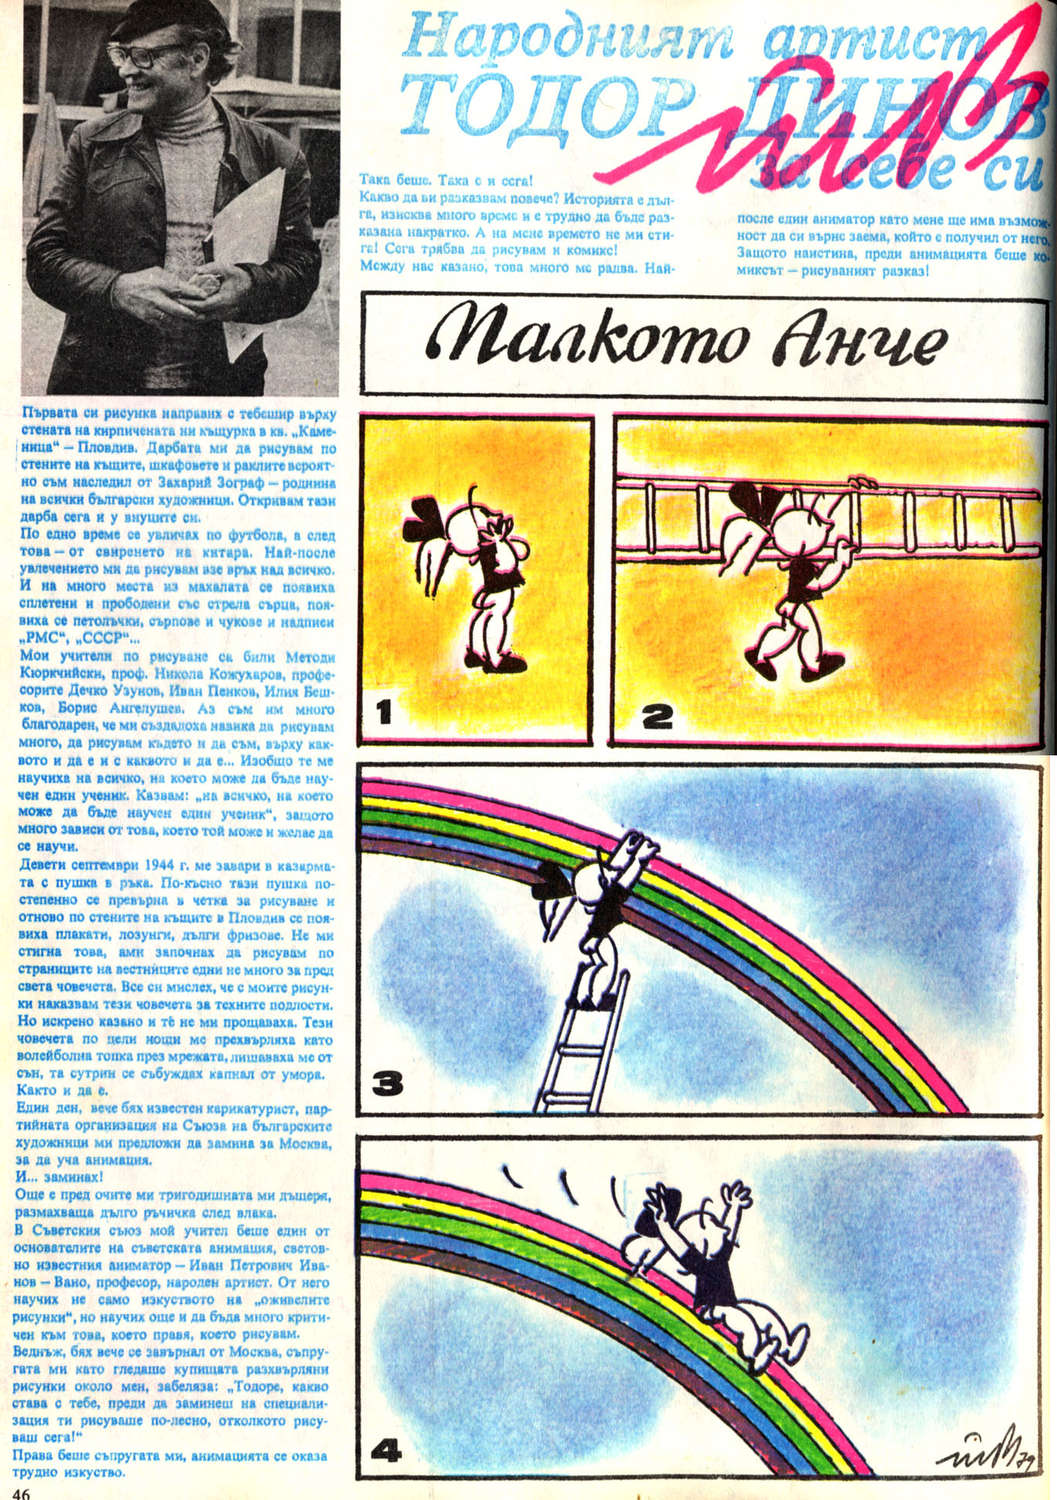 Народният артист
ТОДОР ДИНОВ
за себе си
Така беше. Така е и сега!
Какво да ви разказвам повече? Историята е дъл-
га, изисква много време и е трудно да бъде раз-
казана накратко. А на мене времето не ми сти-
га! Сега трябва да рисувам и комикс!
Между нас казано, това много ме радва. Най-
после един аниматор като мене ще има възмож-
ност да си върне заема, който е получил от него.
Защото наистина, преди анимацията беше ко-
миксът — рисуваният разказ!
Малкото Анче
Първата си рисунка направих с тебешир върху
стената на кирпичената ни къщурка в кв. „Каме-
ница“ — Пловдив. Дарбата ми да рисувам по
стените на къщите, шкафовете и раклите вероят-
но съм наследил от Захарий Зограф — роднина
на всички български художници. Откривам тази
дарба сега и у внуците си.
По едно време се увличах по футбола, а след
това — от свиренето на китара. Най-после
увлечението ми да рисувам взе връх над всичко.
И на много места из махалата се появиха
сплетени и прободени със стрела сърца, поя-
виха се петолъчки, сърпове и чукове и надписи
„РМС“, „СССР“...
Мои учители по рисуване са били Методи
Кюркчийски, проф. Никола Кожухаров, профе-
сорите Дечко Узунов, Иван Пенков, Илия Беш-
ков, Борис Ангелушев. Аз съм им много
благодарен, че ми създадоха навика да рисувам
много, да рисувам където и да съм, върху как-
вото и да е и с каквото и да е... Изобщо те ме
научиха на всичко, на което може да бъде нау-
чен един ученик. Казвам: „на всичко, на което
може да бъде научен един ученик“, защото
много зависи от това, което той може и желае да
се научи.
Девети септември 1944 г. ме завари в казарма-
та с пушка в ръка. По-късно тази пушка по-
степенно се превърна в четка за рисуване и
отново по стените на къщите в Пловдив се поя-
виха плакати, лозунги, дълги фризове. Не ми
стигна това, ами започнах да рисувам по
страниците на вестниците едни не много за пред
света човечета. Все си мислех, че с моите рисун-
ки наказвам тези човечета за техните подлости.
Но искрено казано и те не ми прощаваха. Тези
човечета по цели нощи ме прехвърляха като
волейболна топка през мрежата, лишаваха ме от
сън, та сутрин се събуждах капнал от умора.
Както и да е.
Един ден, вече бях известен карикатурист, пар-
тийната организация на Съюза на българските
художници ми предложи да замина за Москва,
за да уча анимация.
И... заминах!
Още е пред очите ми тригодишната ми дъщеря,
размахваща дълго ръчичка след влака.
В Съветския съюз мой учител беше един от
основателите на съветската анимация, светов-
но известния аниматор — Иван Петрович Ива-
нов — Вано, професор, народен артист. От него
научих не само изкуството на „оживелите
рисунки“, но научих още и да бъда много крити-
чен към това, което правя, което рисувам.
Веднъж, бях вече се завърнал от Москва, съпру-
гата ми като гледаше купищата разхвърляни
рисунки около мен, забеляза: „Тодоре, какво
става с тебе, преди да заминеш на специали-
зация ти рисуваше по-лесно, отколкото рису-
ваш сега!“
Права беше съпругата ми, анимацията се оказа
трудно изкуство.
46
1
2
3
4
79